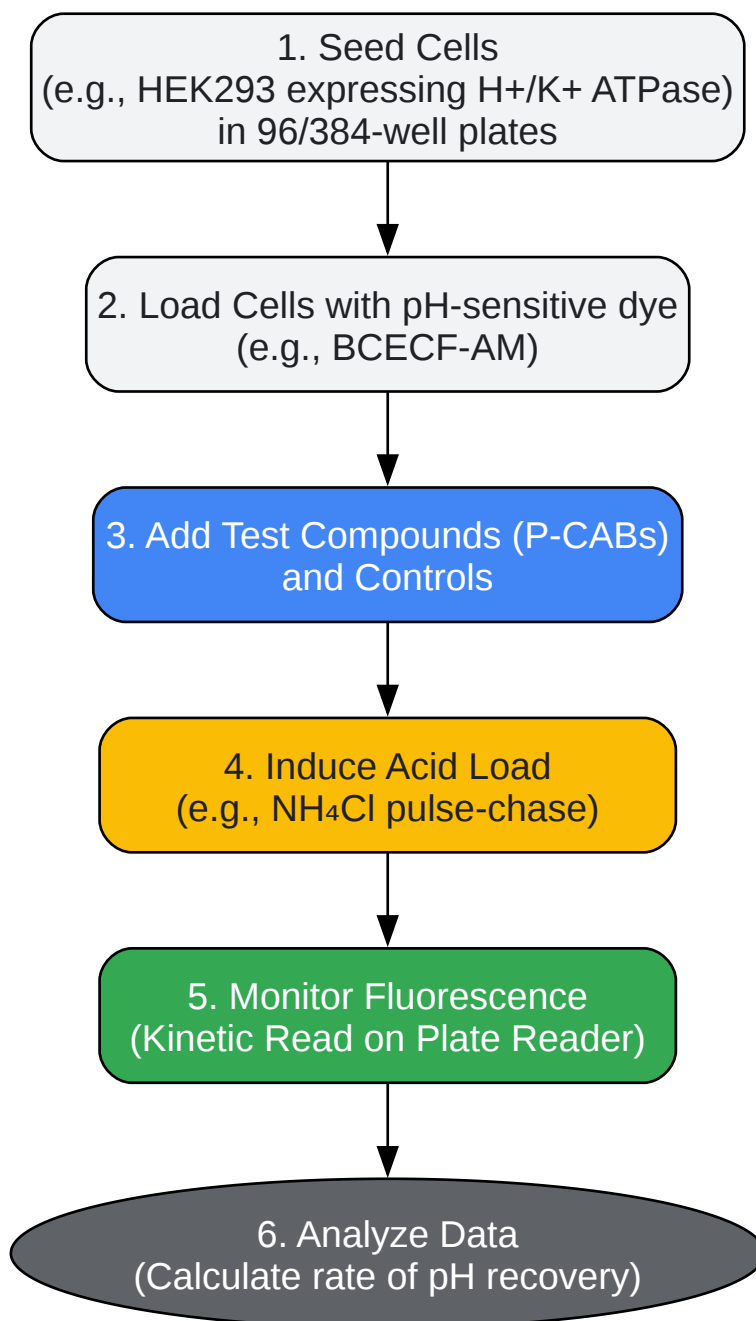 1. Seed Cells
(e.g., HEK293 expressing H+/K+ ATPase)
in 96/384-well plates
2. Load Cells with pH-sensitive dye
(e.g., BCECF-AM)
3. Add Test Compounds (P-CABs)
and Controls
4. Induce Acid Load
(e.g., NH₄Cl pulse-chase)
5. Monitor Fluorescence
(Kinetic Read on Plate Reader)
6. Analyze Data
(Calculate rate of pH recovery)